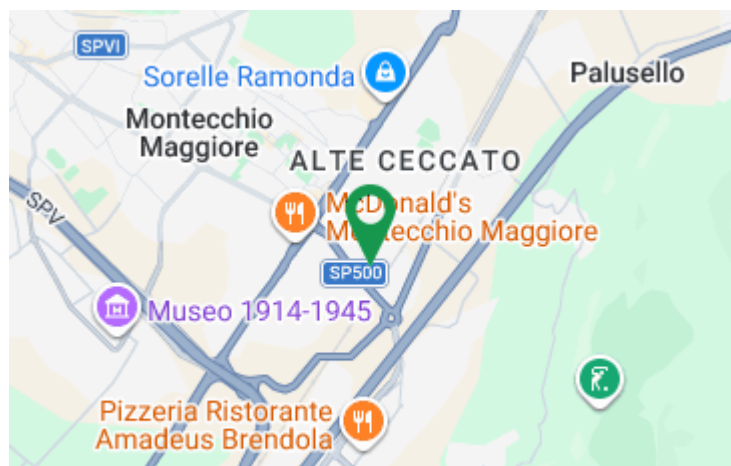 SPVI
Sorelle Ramonda
Palusello
Montecchio
Maggiore
ALTE CECCATO
McDonald's
Montecchio Maggiore
SPV
SP500
Museo 1914-1945
Pizzeria Ristorante
Amadeus Brendola